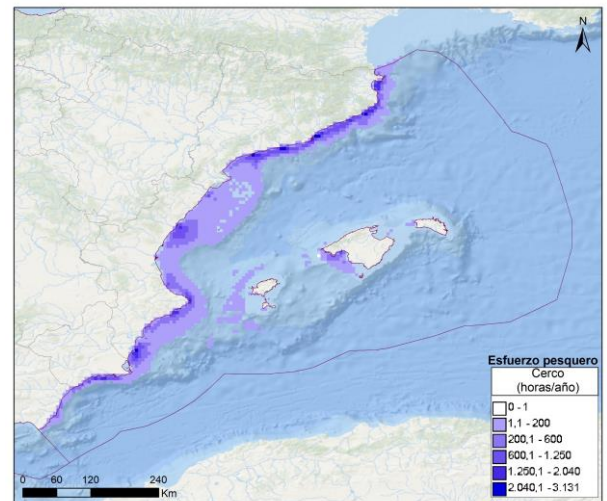 N
Esfuerzo pesquero
Cerco
(horas/año)
0 - 1
1,1 - 200
200,1 - 600
600,1 - 1.250
1.250,1 - 2.040
2.040,1 - 3.131
0 60 120 240
Km